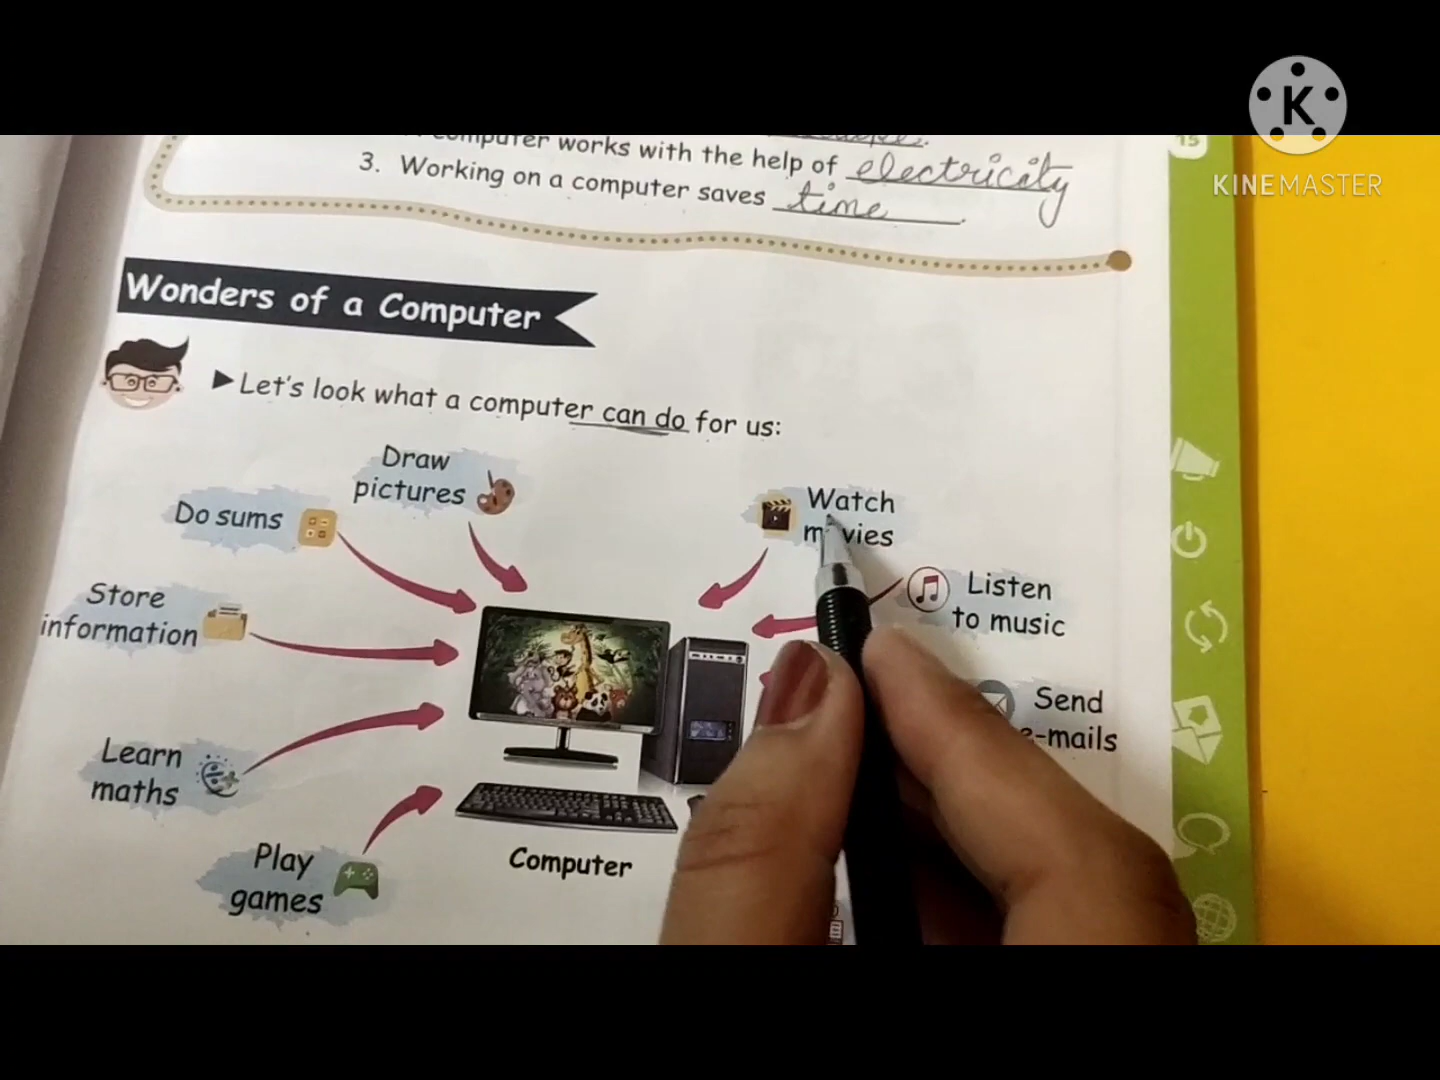 KINEMASTER
15
computer works with the help of electricity
3. Working on a computer saves time.
Wonders of a Computer
Let's look what a computer can do for us:
Draw
pictures
Do sums
Store
information
Learn
maths
Play
games
Watch
movies
Listen
to music
Send
e-mails
Computer